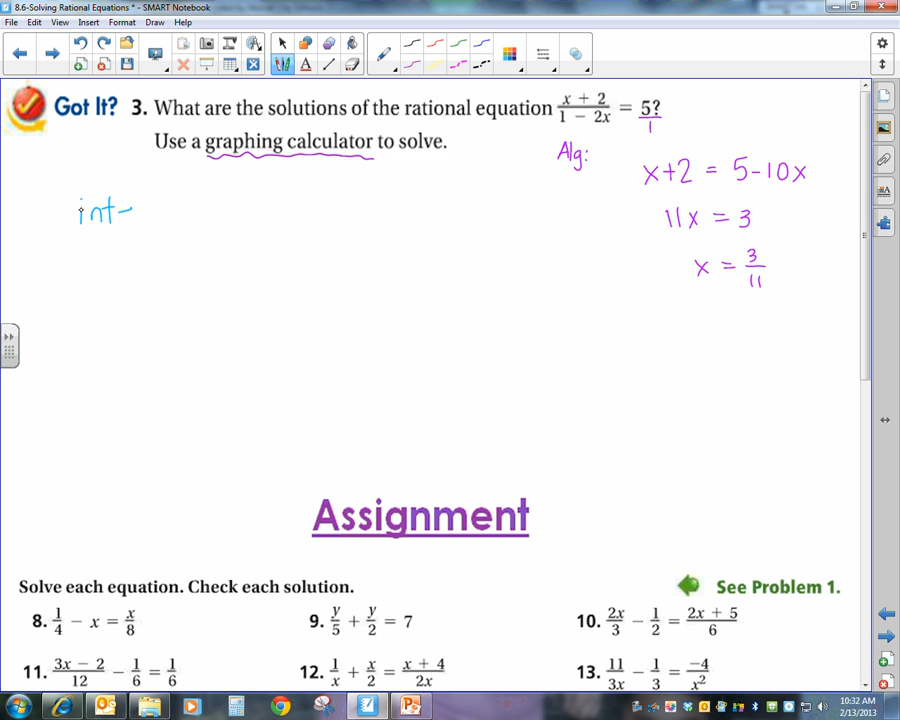 8.6-Solving Rational Equations * - SMART Notebook
File Edit View Insert Format Draw Help
Got It? 3. What are the solutions of the rational equation (x + 2)/(1 − 2x) = 5?/1
Use a graphing calculator to solve.
Alg:
x+2 = 5-10x
11x = 3
x = 3/11
int-
Assignment
Solve each equation. Check each solution. See Problem 1.
8. 1/4 − x = x/8 9. y/5 + y/2 = 7 10. 2x/3 − 1/2 = (2x + 5)/6
11. (3x − 2)/12 − 1/6 = 1/6 12. 1/x + x/2 = (x + 4)/2x 13. 11/3x − 1/3 = −4/x²
10:32 AM
2/13/2013